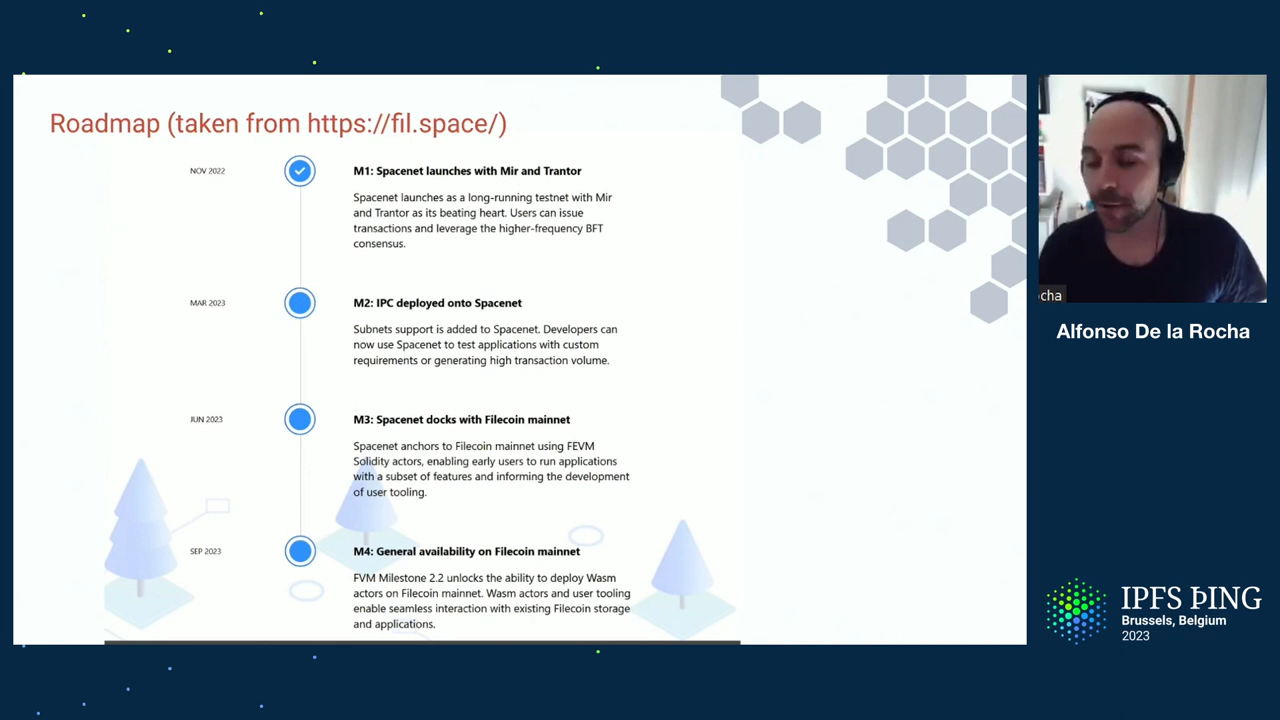 Roadmap (taken from https://fil.space/)
NOV 2022
M1: Spacenet launches with Mir and Trantor
Spacenet launches as a long-running testnet with Mir
and Trantor as its beating heart. Users can issue
transactions and leverage the higher-frequency BFT
consensus.
MAR 2023
M2: IPC deployed onto Spacenet
Subnets support is added to Spacenet. Developers can
now use Spacenet to test applications with custom
requirements or generating high transaction volume.
JUN 2023
M3: Spacenet docks with Filecoin mainnet
Spacenet anchors to Filecoin mainnet using FEVM
Solidity actors, enabling early users to run applications
with a subset of features and informing the development
of user tooling.
SEP 2023
M4: General availability on Filecoin mainnet
FVM Milestone 2.2 unlocks the ability to deploy Wasm
actors on Filecoin mainnet. Wasm actors and user tooling
enable seamless interaction with existing Filecoin storage
and applications.
cha
Alfonso De la Rocha
IPFS ÞING
Brussels, Belgium
2023